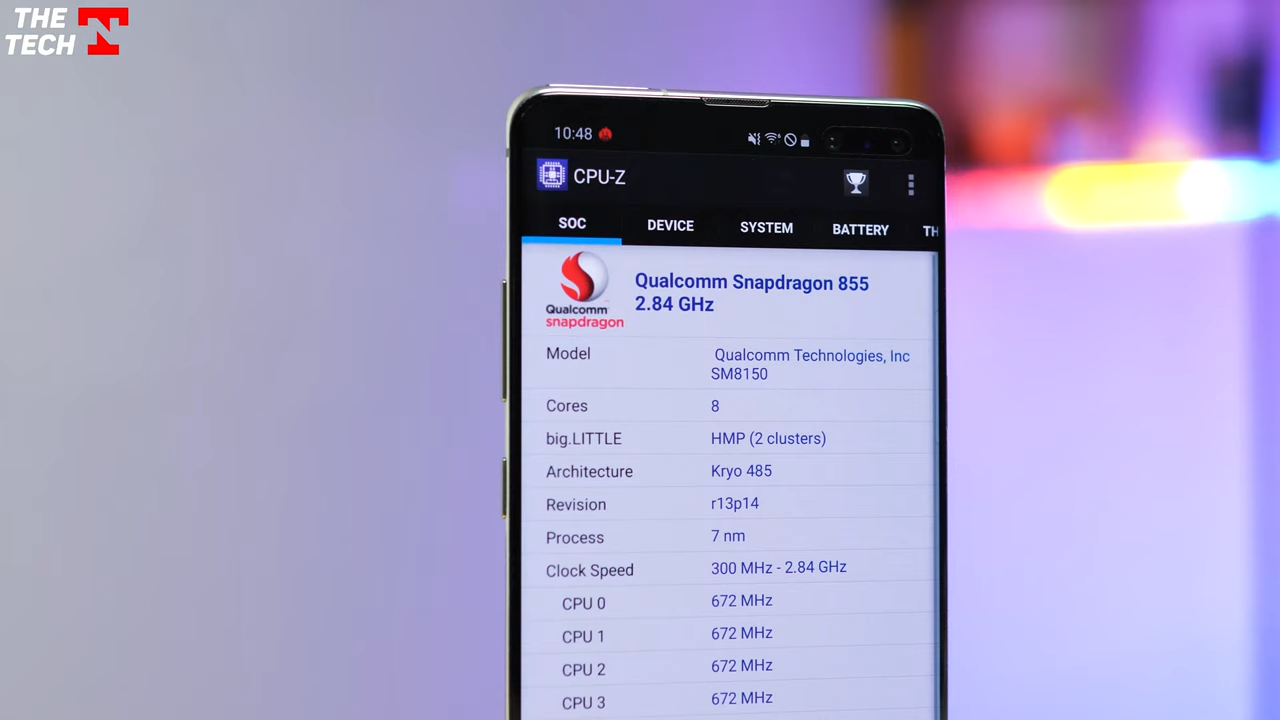 THE
TECH
10:48
CPU-Z
SOC DEVICE SYSTEM BATTERY TH
Qualcomm Snapdragon 855
2.84 GHz
Qualcomm
snapdragon
Model Qualcomm Technologies, Inc
SM8150
Cores 8
big.LITTLE HMP (2 clusters)
Architecture Kryo 485
Revision r13p14
Process 7 nm
Clock Speed 300 MHz - 2.84 GHz
CPU 0 672 MHz
CPU 1 672 MHz
CPU 2 672 MHz
CPU 3 672 MHz